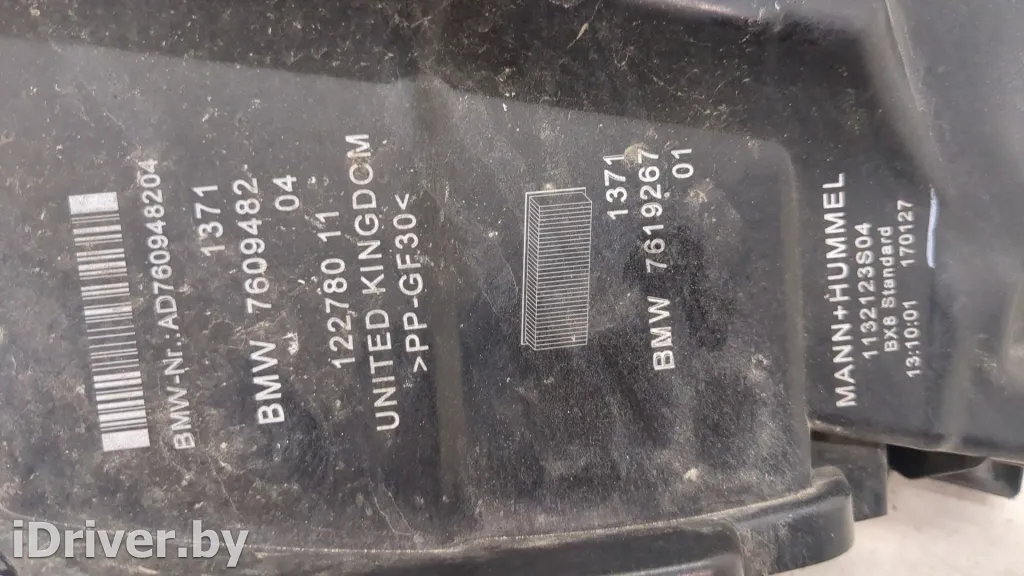 BMW-Nr.:AD760948204
1371
BMW 7609482
04
122780 11
UNITED KINGDOM
>PP-GF30<
1371
BMW 7619267
01
MANN+HUMMEL
1132123S04
BX8 Standard
13:10:01 170127
iDriver.by